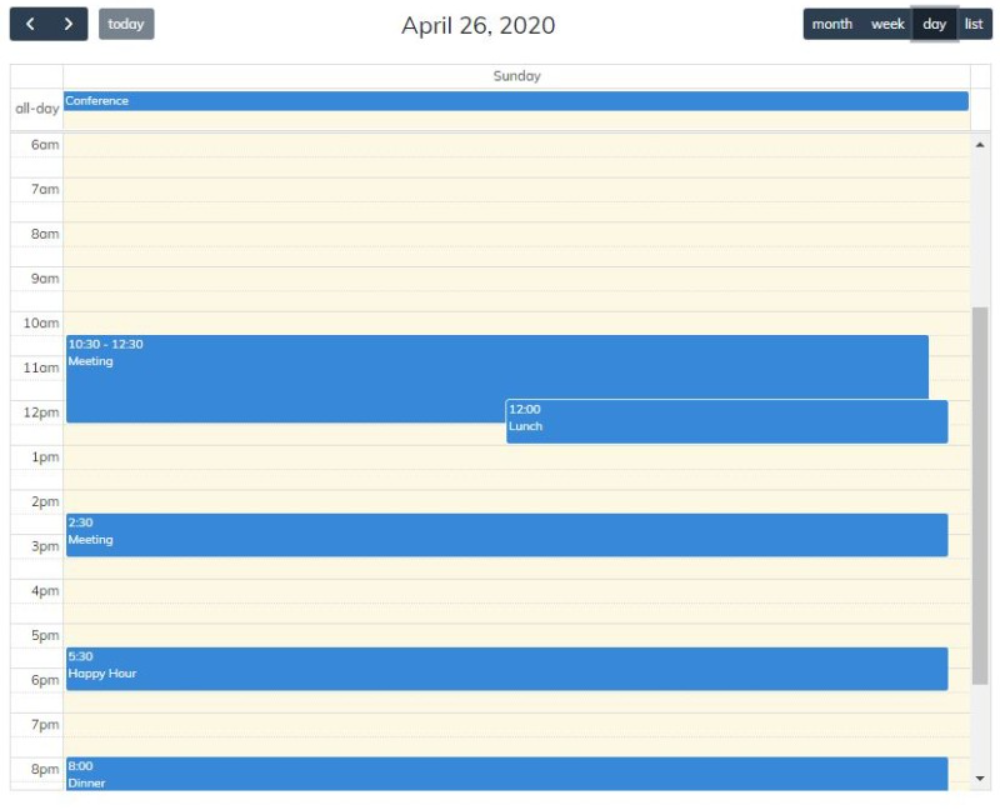 today
April 26, 2020
month week day list
Sunday
all-day
Conference
6am
7am
8am
9am
10am
10:30 - 12:30
Meeting
11am
12pm
12:00
Lunch
1pm
2pm
2:30
Meeting
3pm
4pm
5pm
5:30
Happy Hour
6pm
7pm
8pm
8:00
Dinner